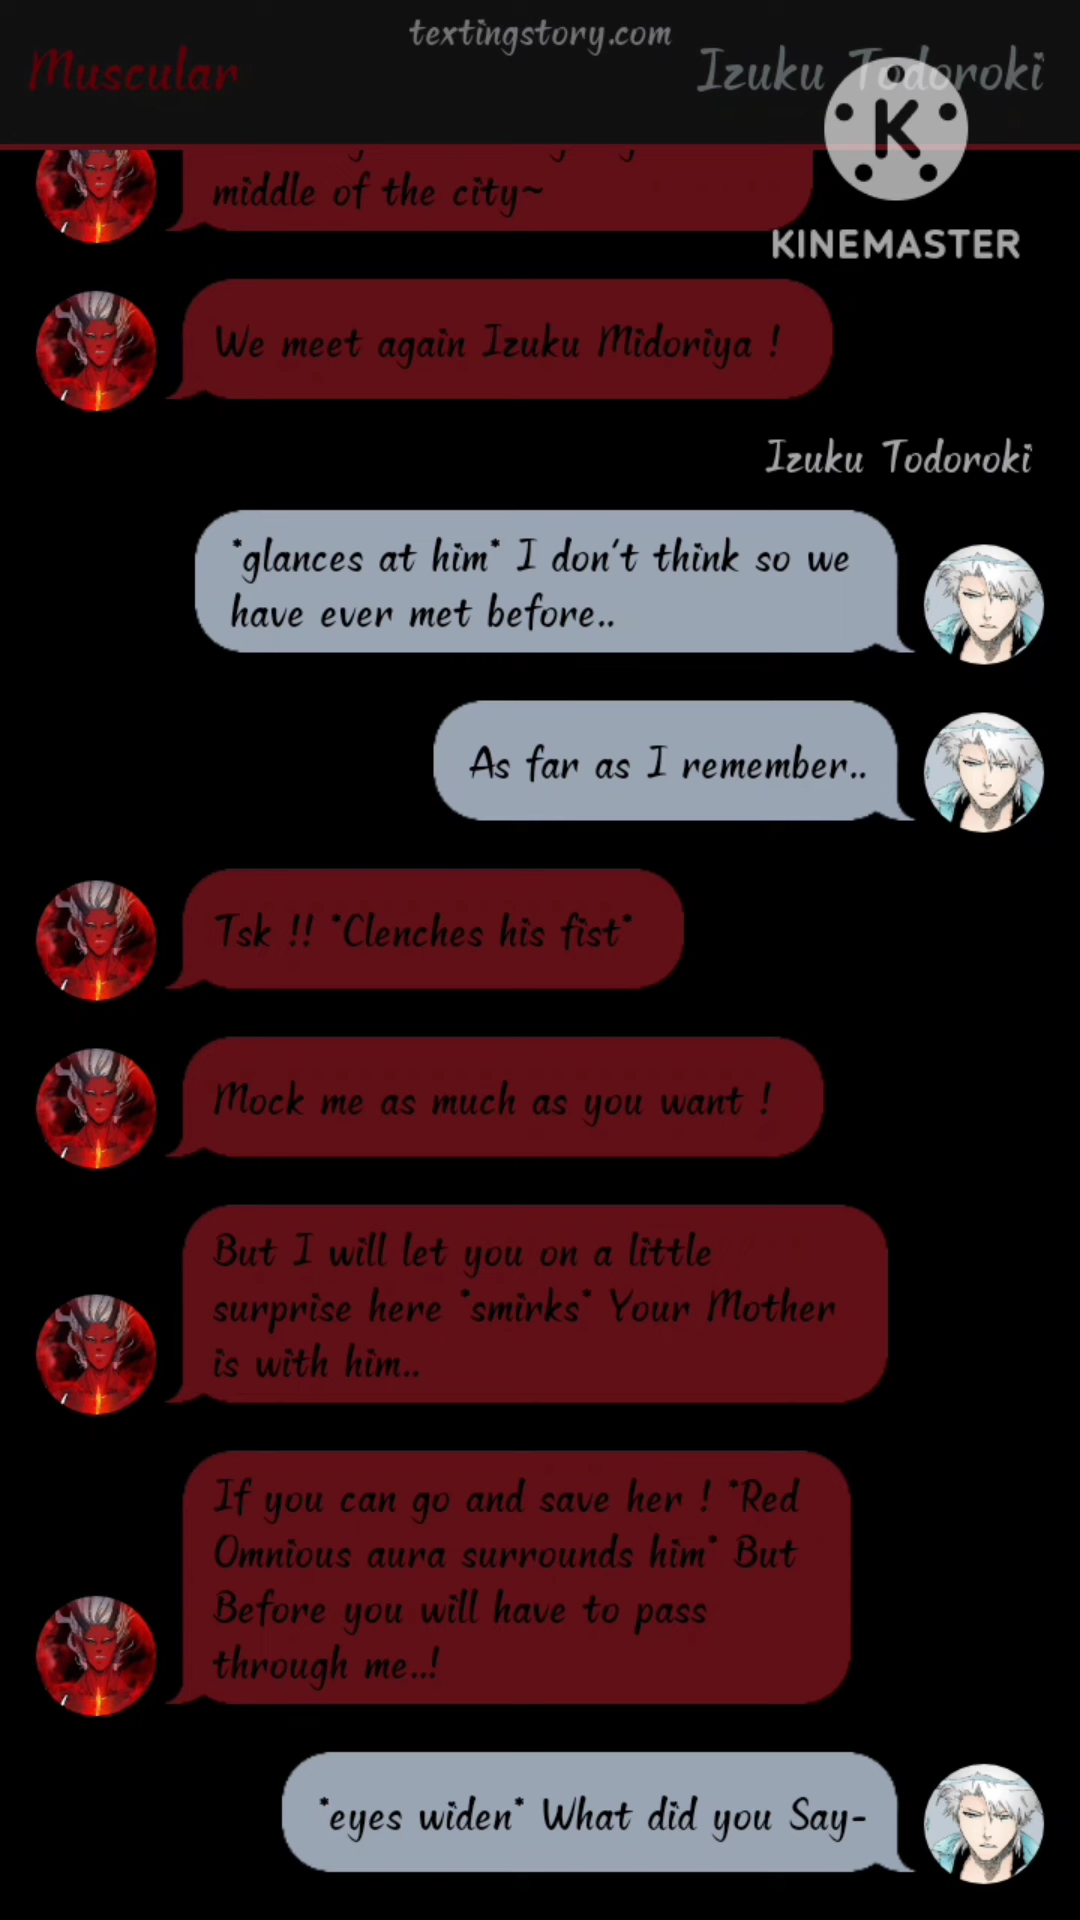 textingstory.com
Muscular
Izuku Todoroki
K
KINEMASTER
middle of the city~
We meet again Izuku Midoriya !
Izuku Todoroki
*glances at him* I don't think so we
have ever met before..
As far as I remember..
Tsk !! *Clenches his fist*
Mock me as much as you want !
But I will let you on a little
surprise here *smirks* Your Mother
is with him..
If you can go and save her ! *Red
Omnious aura surrounds him* But
Before you will have to pass
through me..!
*eyes widen* What did you Say-